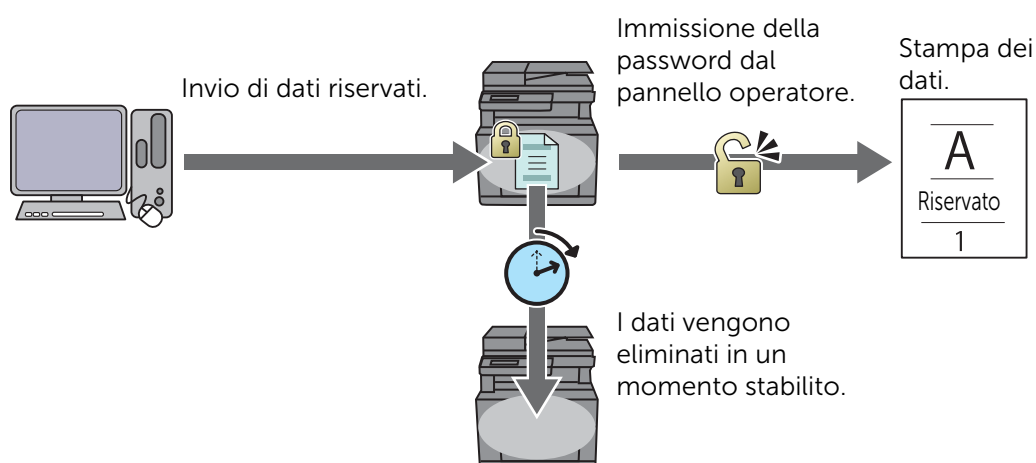 Invio di dati riservati.
Immissione della
password dal
pannello operatore.
Stampa dei
dati.
A
Riservato
1
I dati vengono
eliminati in un
momento stabilito.